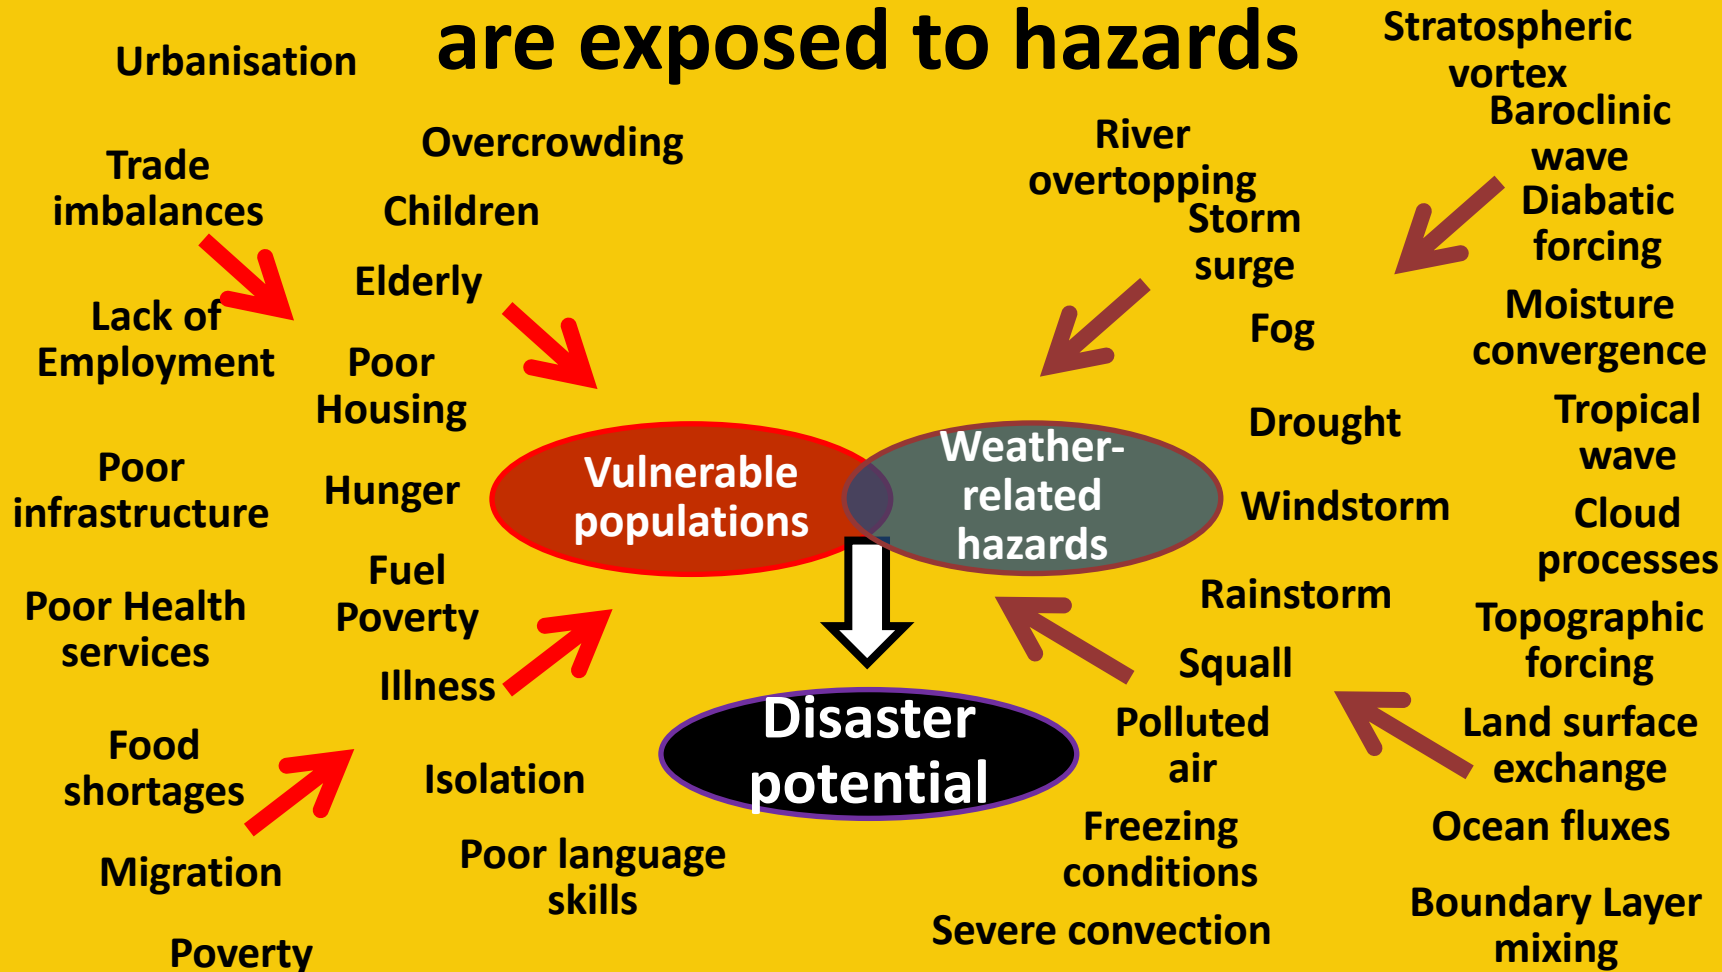 are exposed to hazards
Urbanisation
Trade
imbalances
Lack of
Employment
Poor
infrastructure
Poor Health
services
Food
shortages
Migration
Poverty
Overcrowding
Children
Elderly
Poor
Housing
Hunger
Fuel
Poverty
Illness
Isolation
Poor language
skills
Vulnerable
populations
Weather-
related
hazards
Disaster
potential
River
overtopping
Storm
surge
Fog
Drought
Windstorm
Rainstorm
Squall
Polluted
air
Freezing
conditions
Severe convection
Stratospheric
vortex
Baroclinic
wave
Diabatic
forcing
Moisture
convergence
Tropical
wave
Cloud
processes
Topographic
forcing
Land surface
exchange
Ocean fluxes
Boundary Layer
mixing